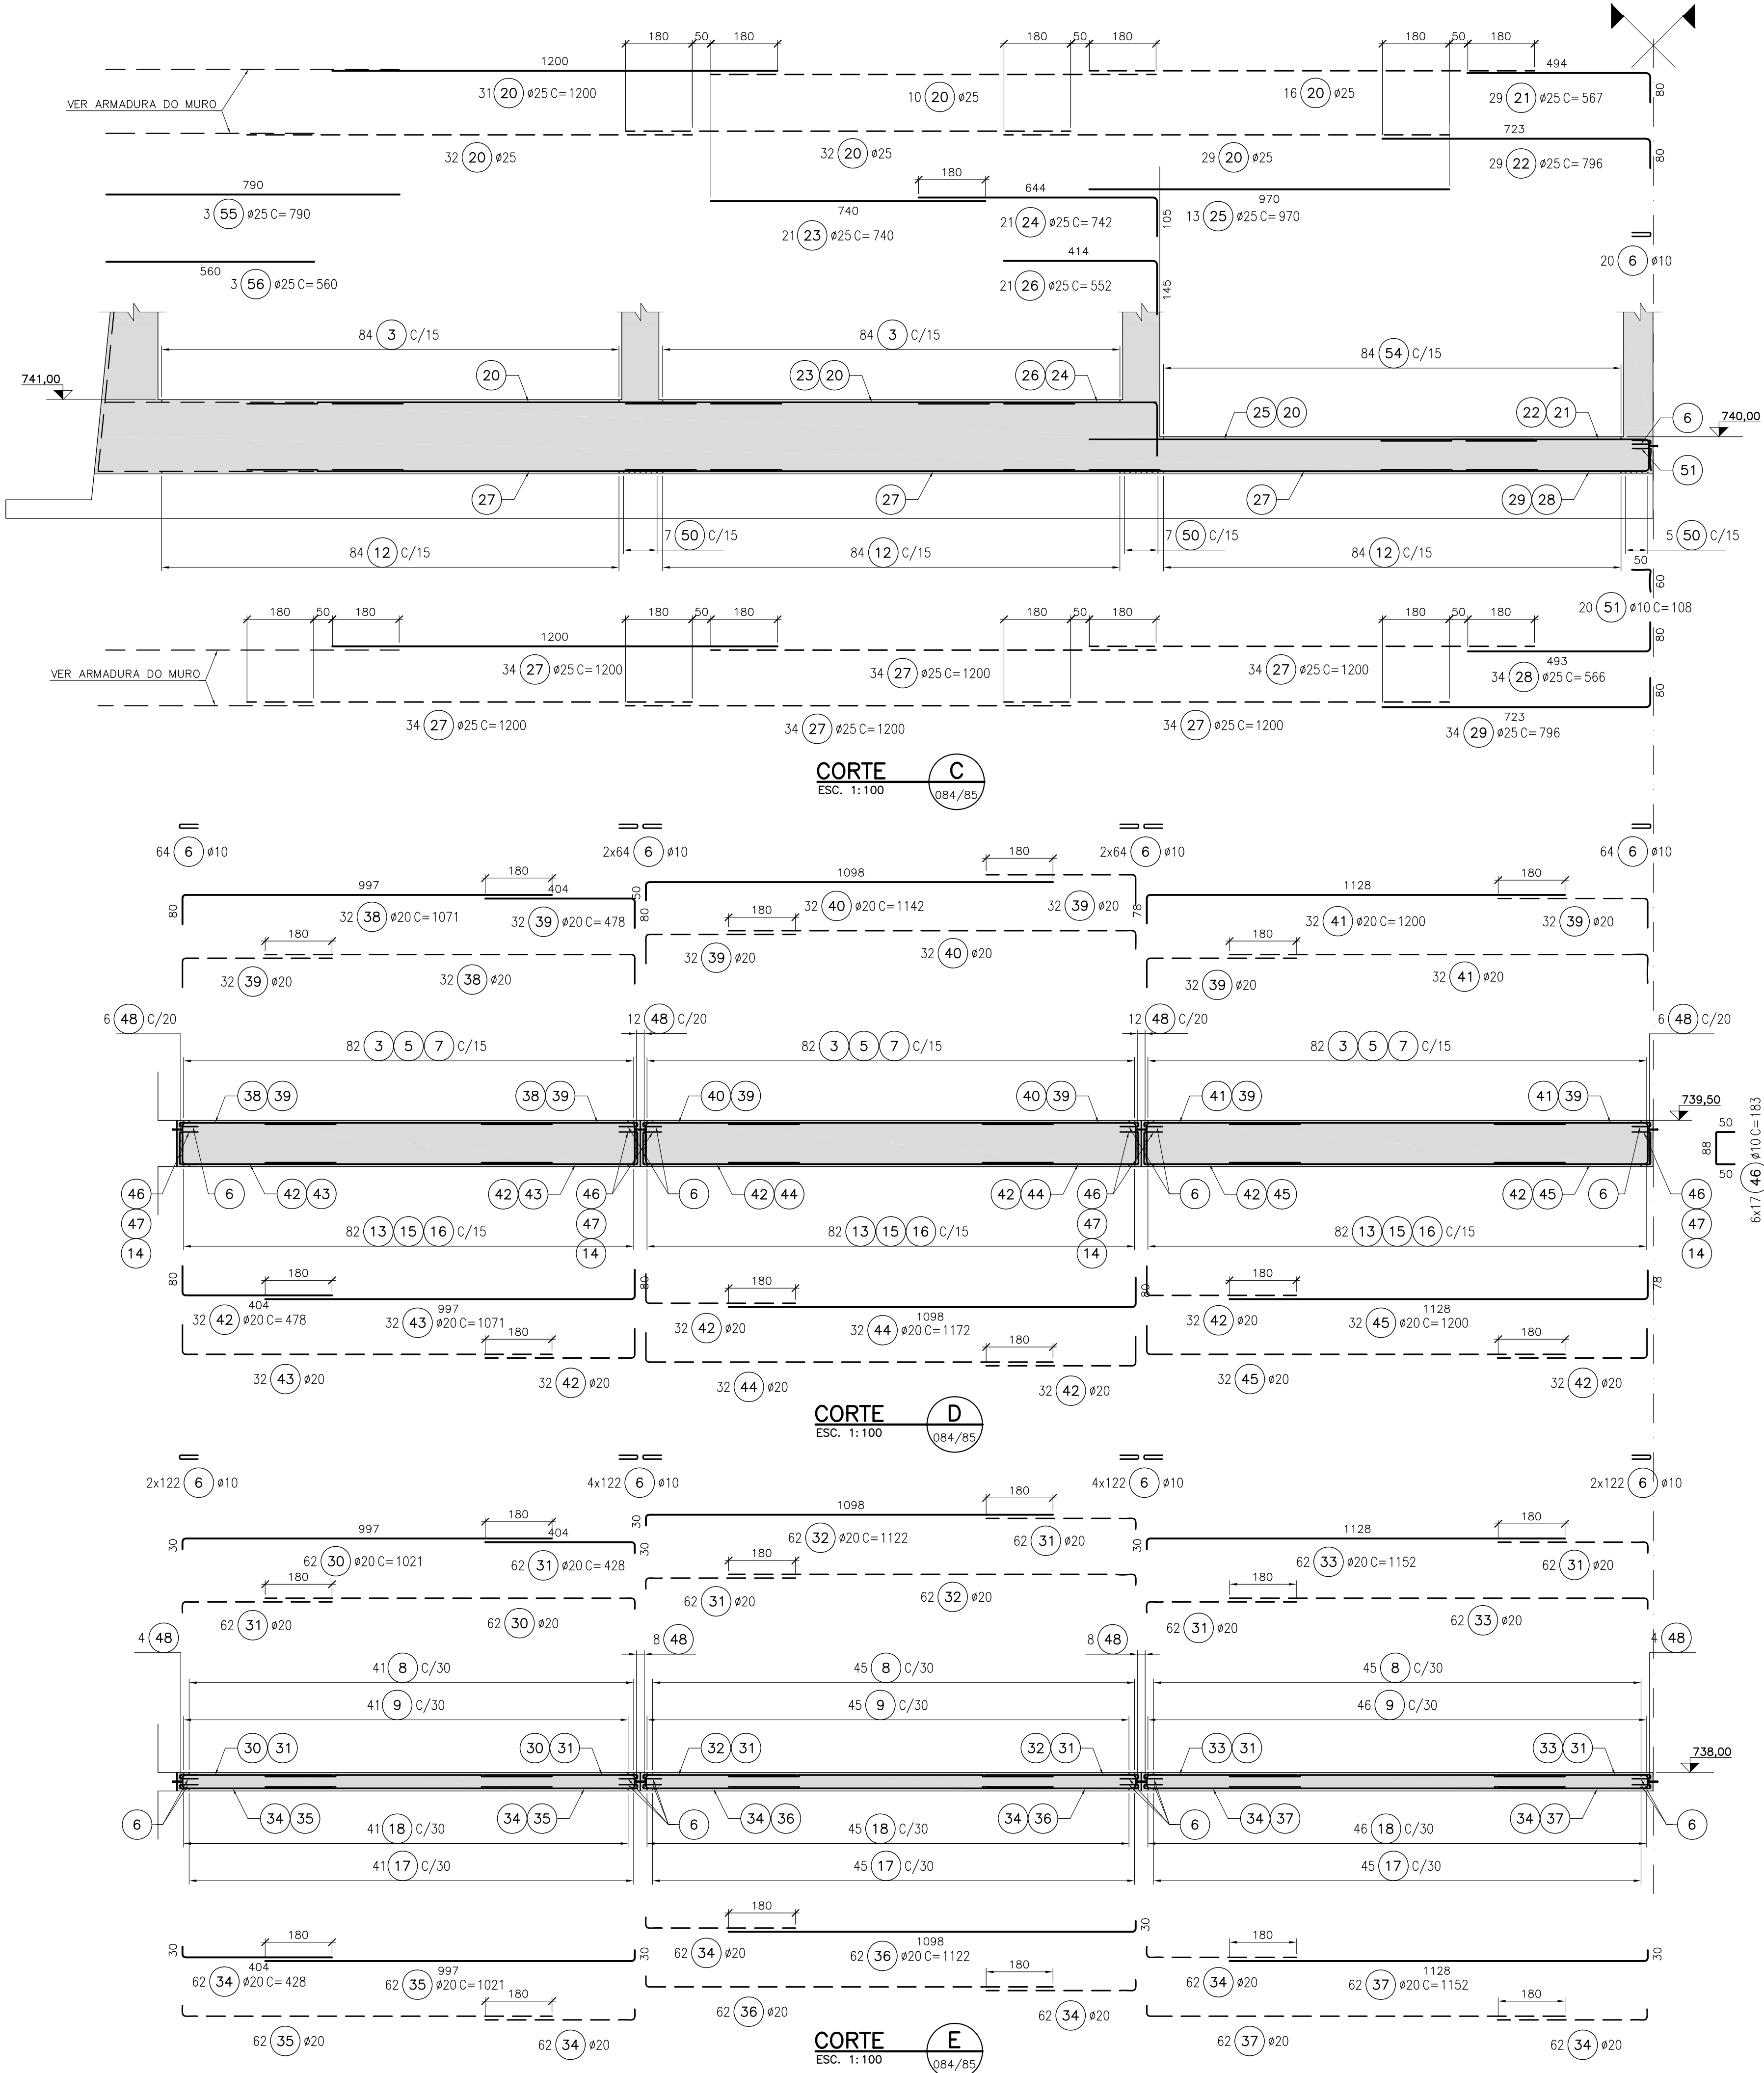 180 50 180 180 50 180 180 50 180
1200 494
VER ARMADURA DO MURO
31 20 ø25 C=1200 10 20 ø25 16 20 ø25 29 21 ø25 C=567 80
723
32 20 ø25 32 20 ø25 29 20 ø25 29 22 ø25 C=796 80
790 180 644 970
3 55 ø25 C=790 740 21 24 ø25 C=742 105 13 25 ø25 C=970
21 23 ø25 C=740
414
560 20 6 ø10
3 56 ø25 C=560 21 26 ø25 C=552 145
84 3 C/15 84 3 C/15 84 54 C/15
741,00 20 23 20 26 24
25 20 22 21 6 740,00
51
27 27 27 29 28
7 50 C/15 7 50 C/15 5 50 C/15
84 12 C/15 84 12 C/15 84 12 C/15
50 60
20 51 ø10 C=108
180 50 180 180 50 180 180 50 180
1200 80
VER ARMADURA DO MURO
34 27 ø25 C=1200 34 27 ø25 C=1200 34 27 ø25 C=1200 493
34 28 ø25 C=566
80
34 27 ø25 C=1200 34 27 ø25 C=1200 34 27 ø25 C=1200 723
34 29 ø25 C=796
CORTE C
ESC. 1:100 084/85
64 6 ø10 2x64 6 ø10 2x64 6 ø10 64 6 ø10
997 180 404 50 1098 180 1128 180
80 32 38 ø20 C=1071 32 39 ø20 C=478 80 32 40 ø20 C=1142 32 39 ø20 78 32 41 ø20 C=1200 32 39 ø20
180 180 180
32 39 ø20 32 38 ø20 32 39 ø20 32 40 ø20 32 39 ø20 32 41 ø20
6 48 C/20 12 48 C/20 12 48 C/20 6 48 C/20
82 3 5 7 C/15 82 3 5 7 C/15 82 3 5 7 C/15
38 39 38 39 40 39 40 39 41 39 41 39 739,50
50 88 50
6x17 46 ø10 C=183
46 6 42 43 42 43 46 6 42 44 42 44 46 6 42 45 42 45 6 46
47 47 47 47
14 14 14 14
82 13 15 16 C/15 82 13 15 16 C/15 82 13 15 16 C/15
80 180 80 180 80 180 78
404 997 1098 1128
32 42 ø20 C=478 32 43 ø20 C=1071 32 42 ø20 32 44 ø20 C=1172 32 42 ø20 32 45 ø20 C=1200
180 180 180
32 43 ø20 32 42 ø20 32 44 ø20 32 42 ø20 32 45 ø20 32 42 ø20
CORTE D
ESC. 1:100 084/85
2x122 6 ø10 4x122 6 ø10 4x122 6 ø10 2x122 6 ø10
997 180 404 30 1098 180 1128 180
30 62 30 ø20 C=1021 62 31 ø20 C=428 30 62 32 ø20 C=1122 62 31 ø20 30 62 33 ø20 C=1152 62 31 ø20
180 180 180
62 31 ø20 62 30 ø20 62 31 ø20 62 32 ø20 62 31 ø20 62 33 ø20
4 48 8 48 8 48 4 48
41 8 C/30 45 8 C/30 45 8 C/30
41 9 C/30 45 9 C/30 46 9 C/30
30 31 30 31 32 31 32 31 33 31 33 31 738,00
6 34 35 34 35 6 34 36 34 36 6 34 37 34 37 6
41 18 C/30 45 18 C/30 46 18 C/30
41 17 C/30 45 17 C/30 45 17 C/30
30 180 30 180 30 180 30
404 997 1098 1128
62 34 ø20 C=428 62 35 ø20 C=1021 62 34 ø20 62 36 ø20 C=1122 62 34 ø20 62 37 ø20 C=1152
180 180 180
62 35 ø20 62 34 ø20 62 36 ø20 62 34 ø20 62 37 ø20 62 34 ø20
CORTE E
ESC. 1:100 084/85